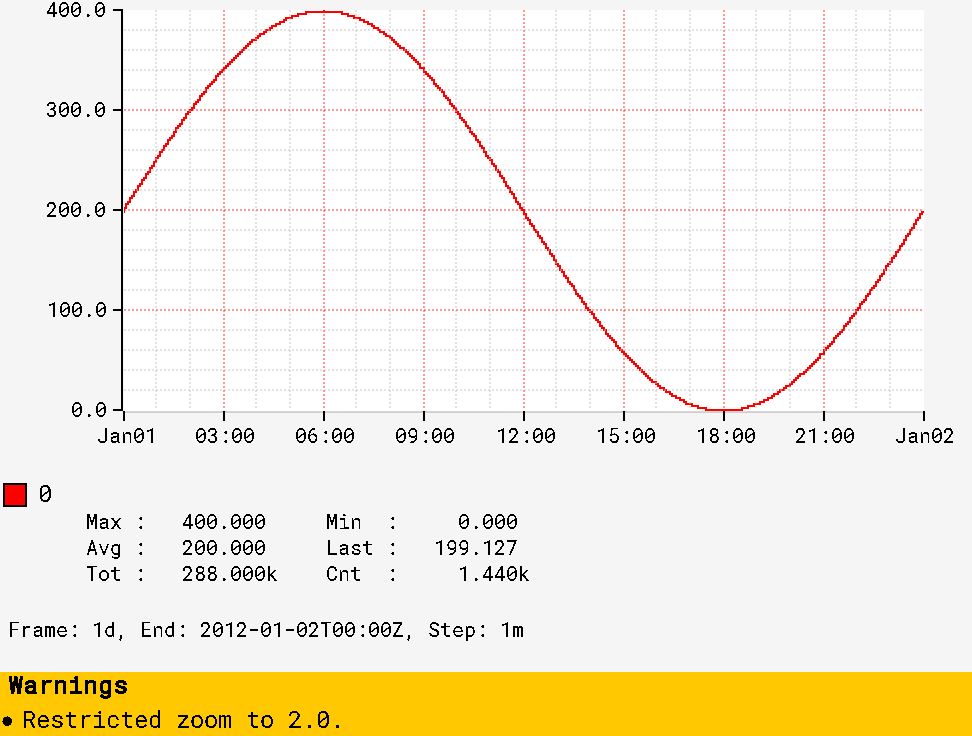 400.0
300.0
200.0
100.0
0.0
Jan01 03:00 06:00 09:00 12:00 15:00 18:00 21:00 Jan02
0
Max : 400.000 Min : 0.000
Avg : 200.000 Last : 199.127
Tot : 288.000k Cnt : 1.440k
Frame: 1d, End: 2012-01-02T00:00Z, Step: 1m
Warnings
• Restricted zoom to 2.0.